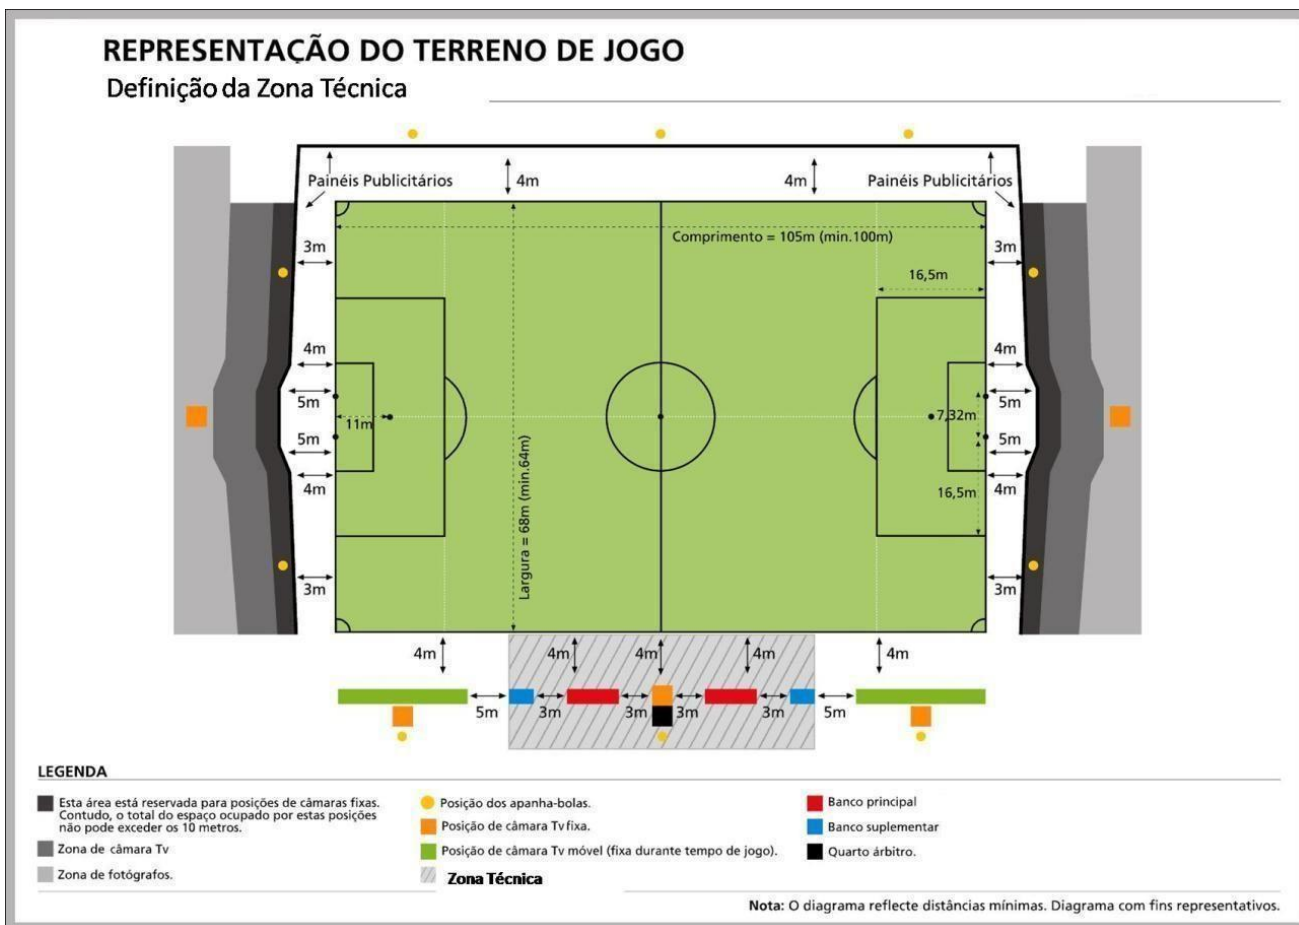 REPRESENTAÇÃO DO TERRENO DE JOGO
Definição da Zona Técnica
Painéis Publicitários
4m
4m
Painéis Publicitários
Comprimento = 105m (min.100m)
3m
3m
16,5m
4m
4m
5m
5m
11m
7,32m
5m
5m
4m
16,5m
4m
Largura = 68m (min.64m)
3m
3m
4m
4m
4m
4m
4m
5m
3m
3m
3m
3m
5m
LEGENDA
Esta área está reservada para posições de câmaras fixas.
Contudo, o total do espaço ocupado por estas posições
não pode exceder os 10 metros.
Zona de câmara Tv
Zona de fotógrafos.
Posição dos apanha-bolas.
Posição de câmara Tv fixa.
Posição de câmara Tv móvel (fixa durante tempo de jogo).
Zona Técnica
Banco principal
Banco suplementar
Quarto árbitro.
Nota: O diagrama reflecte distâncias mínimas. Diagrama com fins representativos.